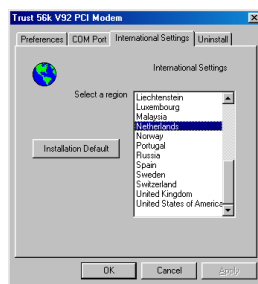 Trust 56k V92 PCI Modem
Preferences COM Port International Settings Uninstall
International Settings
Select a region
Liechtenstein
Luxembourg
Malaysia
Netherlands
Norway
Portugal
Russia
Spain
Sweden
Switzerland
United Kingdom
United States of America
Installation Default
OK Cancel Apply